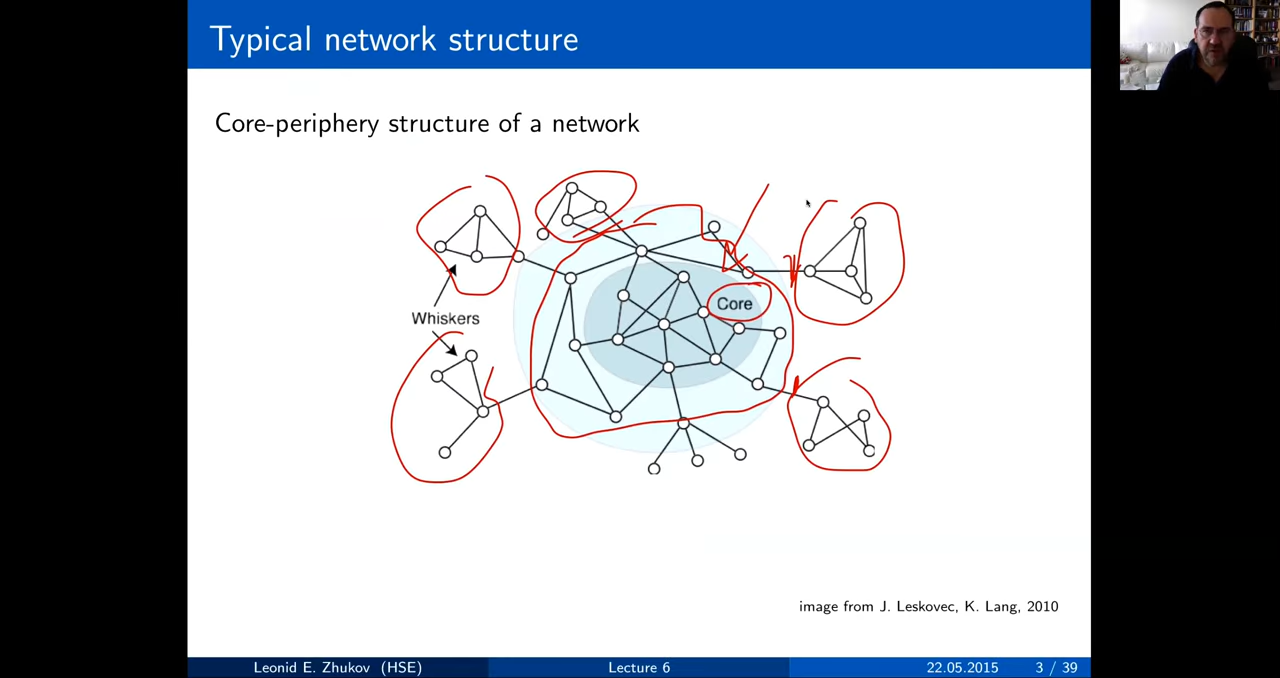 Typical network structure
Core-periphery structure of a network
Core
Whiskers
image from J. Leskovec, K. Lang, 2010
Leonid E. Zhukov (HSE)
Lecture 6
22.05.2015
3 / 39